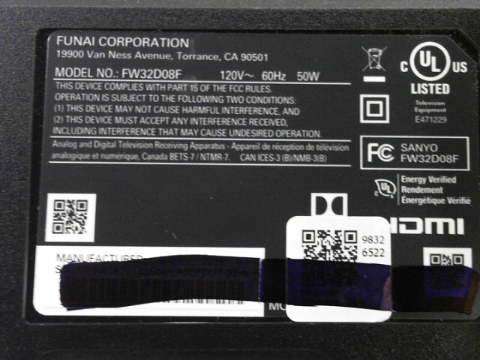 FUNAI CORPORATION
19900 Van Ness Avenue, Torrance, CA 90501
MODEL NO.: FW32D08F 120V~ 60Hz 50W
THIS DEVICE COMPLIES WITH PART 15 OF THE FCC RULES.
OPERATION IS SUBJECT TO THE FOLLOWING TWO CONDITIONS:
(1) THIS DEVICE MAY NOT CAUSE HARMFUL INTERFERENCE, AND
(2) THIS DEVICE MUST ACCEPT ANY INTERFERENCE RECEIVED,
INCLUDING INTERFERENCE THAT MAY CAUSE UNDESIRED OPERATION.
Analog and Digital Television Receiving Apparatus - Appareil de réception de télévision
analogique et numérique, Canada BETS-7 / NTMR-7. CAN ICES-3 (B)/NMB-3(B)
C UL US
LISTED
Television
Equipment
E471229
FC SANYO
FW32D08F
UL Energy Verified
Rendement
Énergétique Vérifié
HDMI
9832
6522
MANUFACTURED